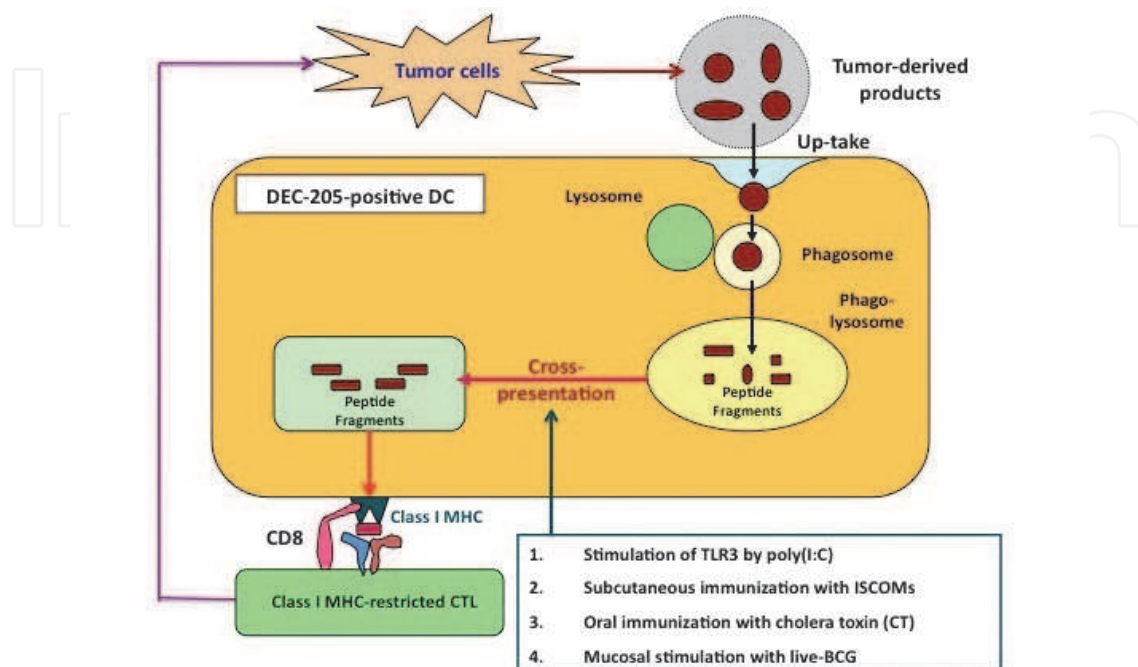 Tumor cells
Tumor-derived
products
Up-take
DEC-205-positive DC
Lysosome
Phagosome
Phago-
lysosome
Cross-
presentation
Peptide
Fragments
Peptide
Fragments
Class I MHC
CD8
Class I MHC-restricted CTL
1. Stimulation of TLR3 by poly(I:C)
2. Subcutaneous immunization with ISCOMs
3. Oral immunization with cholera toxin (CT)
4. Mucosal stimulation with live-BCG